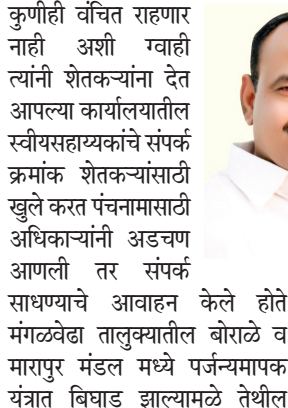 कुणीही वंचित राहणार
नाही अशी ग्वाही
त्यांनी शेतकऱ्यांना देत
आपल्या कार्यालयातील
स्वीयसहाय्यकांचे संपर्क
क्रमांक शेतकऱ्यांसाठी
खुले करत पंचनामासाठी
अधिकाऱ्यांनी अडचण
आणली तर संपर्क
साधण्याचे आवाहन केले होते
मंगळवेढा तालुक्यातील बोराळे व
मारापुर मंडल मध्ये पर्जन्यमापक
यंत्रात बिघाड झाल्यामळे तेथील